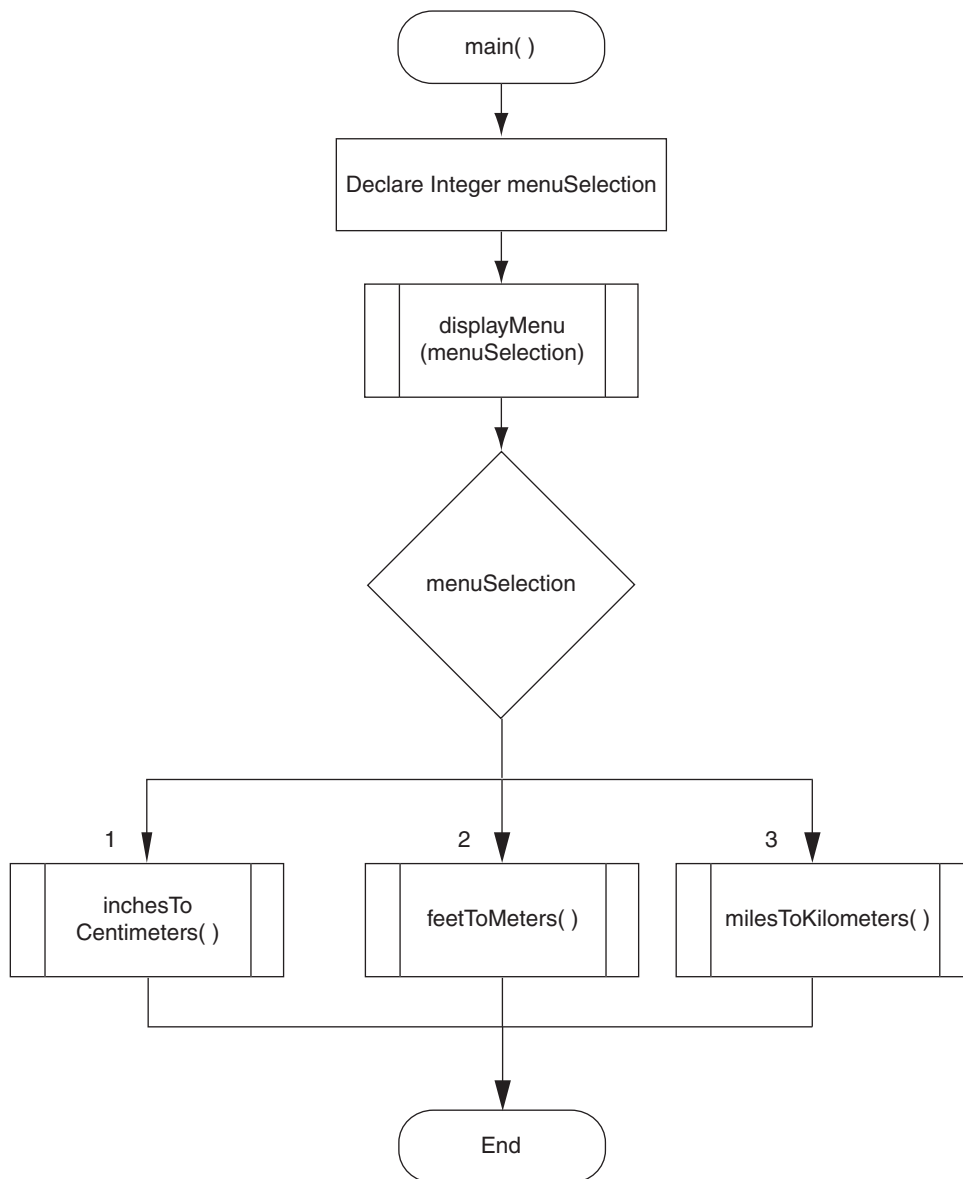 main( )
Declare Integer menuSelection
displayMenu
(menuSelection)
menuSelection
1
2
3
inchesTo
Centimeters( )
feetToMeters( )
milesToKilometers( )
End